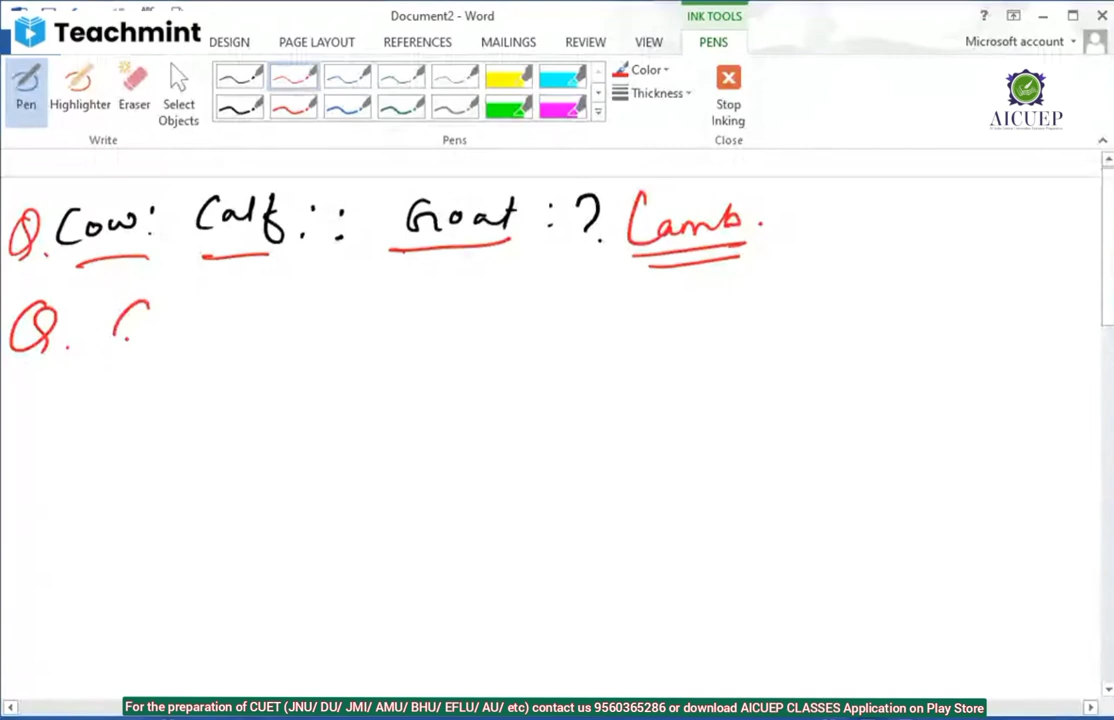 Document2 - Word
INK TOOLS
Teachmint
DESIGN PAGE LAYOUT REFERENCES MAILINGS REVIEW VIEW PENS
Microsoft account
Pen Highlighter Eraser Select Objects
Color
Thickness
Stop Inking
Write Pens Close
AICUEP
Q. Cow: Calf :: Goat : ? Lamb.
Q.
For the preparation of CUET (JNU/ DU/ JMI/ AMU/ BHU/ EFLU/ AU/ etc) contact us 9560365286 or download AICUEP CLASSES Application on Play Store